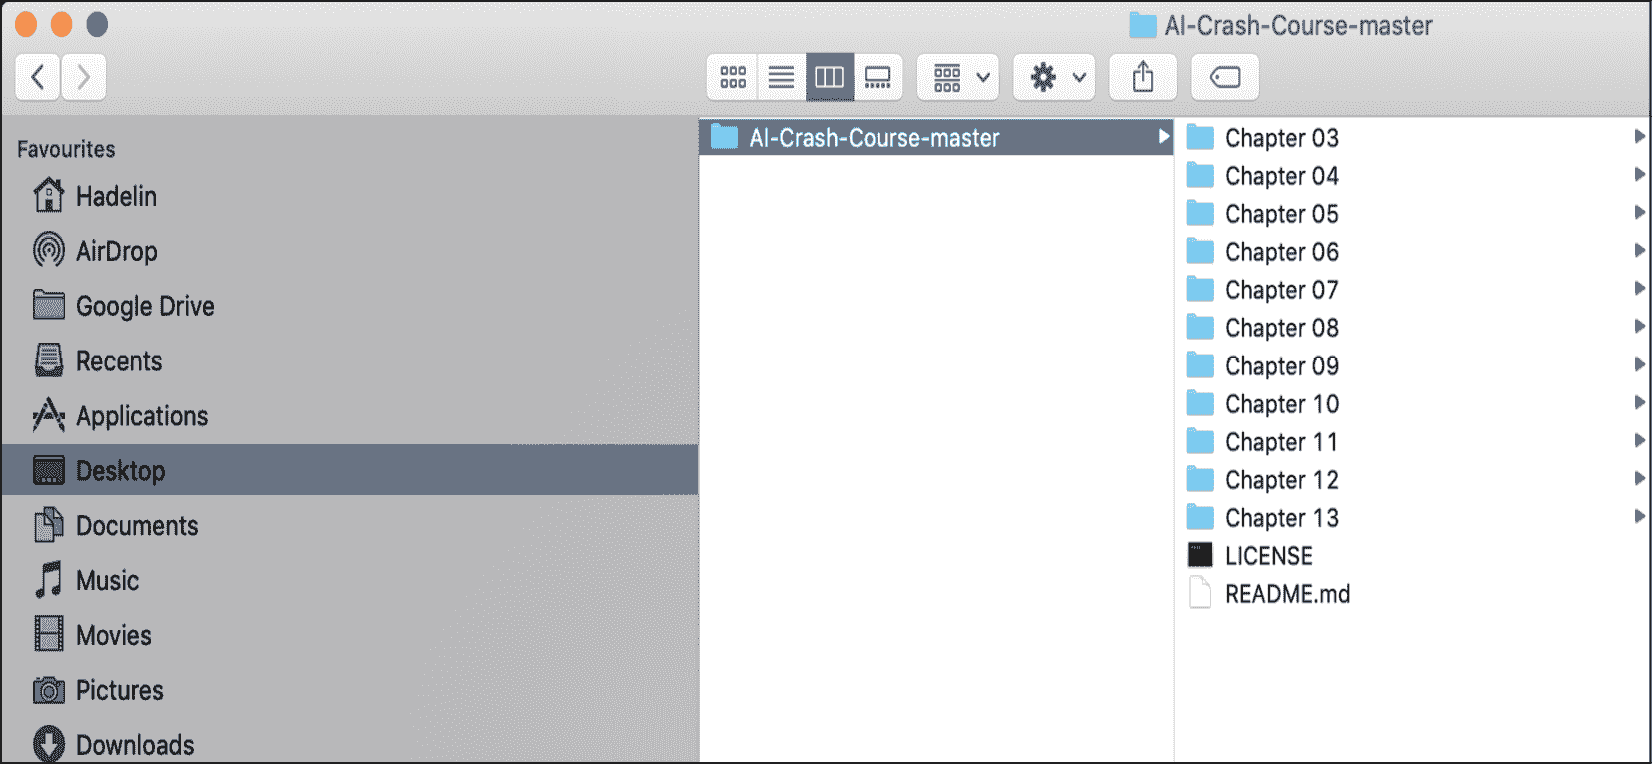 AI-Crash-Course-master
Favourites
Hadelin
AirDrop
Google Drive
Recents
Applications
Desktop
Documents
Music
Movies
Pictures
Downloads
AI-Crash-Course-master
Chapter 03
Chapter 04
Chapter 05
Chapter 06
Chapter 07
Chapter 08
Chapter 09
Chapter 10
Chapter 11
Chapter 12
Chapter 13
LICENSE
README.md